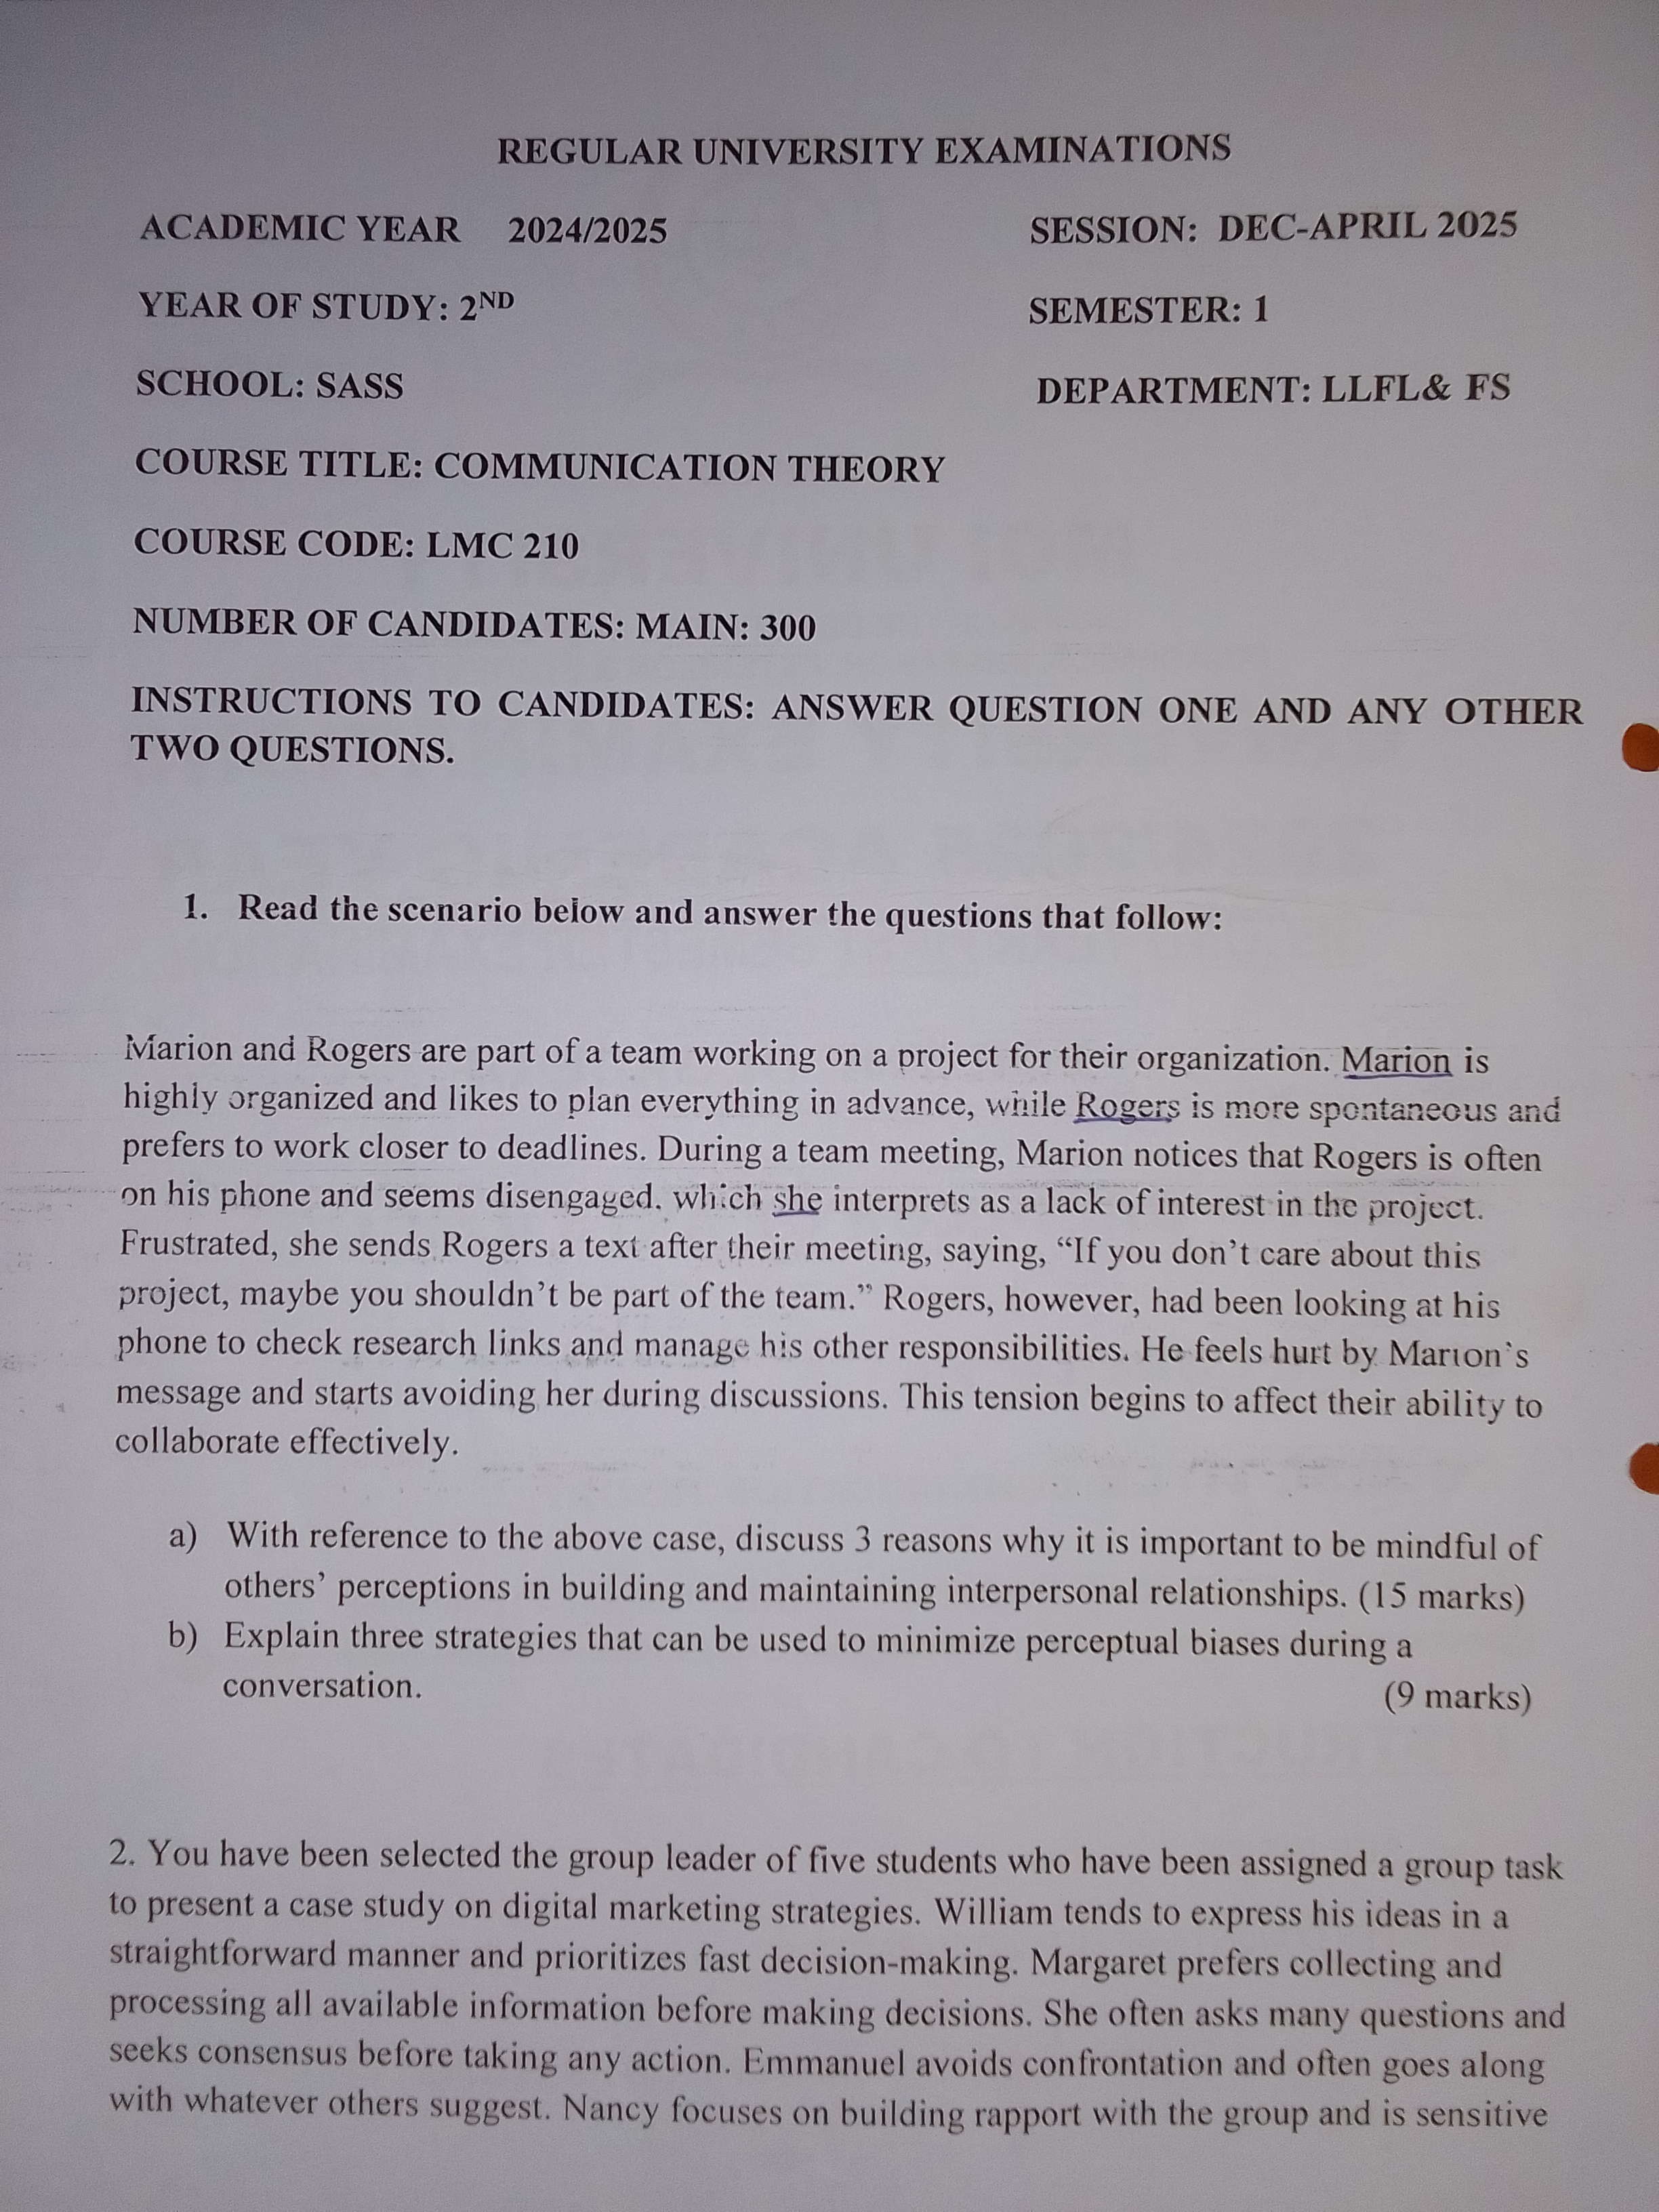 REGULAR UNIVERSITY EXAMINATIONS
ACADEMIC YEAR 2024/2025 SESSION: DEC-APRIL 2025
YEAR OF STUDY: 2ND SEMESTER: 1
SCHOOL: SASS DEPARTMENT: LLFL& FS
COURSE TITLE: COMMUNICATION THEORY
COURSE CODE: LMC 210
NUMBER OF CANDIDATES: MAIN: 300
INSTRUCTIONS TO CANDIDATES: ANSWER QUESTION ONE AND ANY OTHER
TWO QUESTIONS.
1. Read the scenario below and answer the questions that follow:
Marion and Rogers are part of a team working on a project for their organization. Marion is
highly organized and likes to plan everything in advance, while Rogers is more spontaneous and
prefers to work closer to deadlines. During a team meeting, Marion notices that Rogers is often
on his phone and seems disengaged, which she interprets as a lack of interest in the project.
Frustrated, she sends Rogers a text after their meeting, saying, “If you don’t care about this
project, maybe you shouldn’t be part of the team.” Rogers, however, had been looking at his
phone to check research links and manage his other responsibilities. He feels hurt by Marion’s
message and starts avoiding her during discussions. This tension begins to affect their ability to
collaborate effectively.
a) With reference to the above case, discuss 3 reasons why it is important to be mindful of
others’ perceptions in building and maintaining interpersonal relationships. (15 marks)
b) Explain three strategies that can be used to minimize perceptual biases during a
conversation. (9 marks)
2. You have been selected the group leader of five students who have been assigned a group task
to present a case study on digital marketing strategies. William tends to express his ideas in a
straightforward manner and prioritizes fast decision-making. Margaret prefers collecting and
processing all available information before making decisions. She often asks many questions and
seeks consensus before taking any action. Emmanuel avoids confrontation and often goes along
with whatever others suggest. Nancy focuses on building rapport with the group and is sensitive